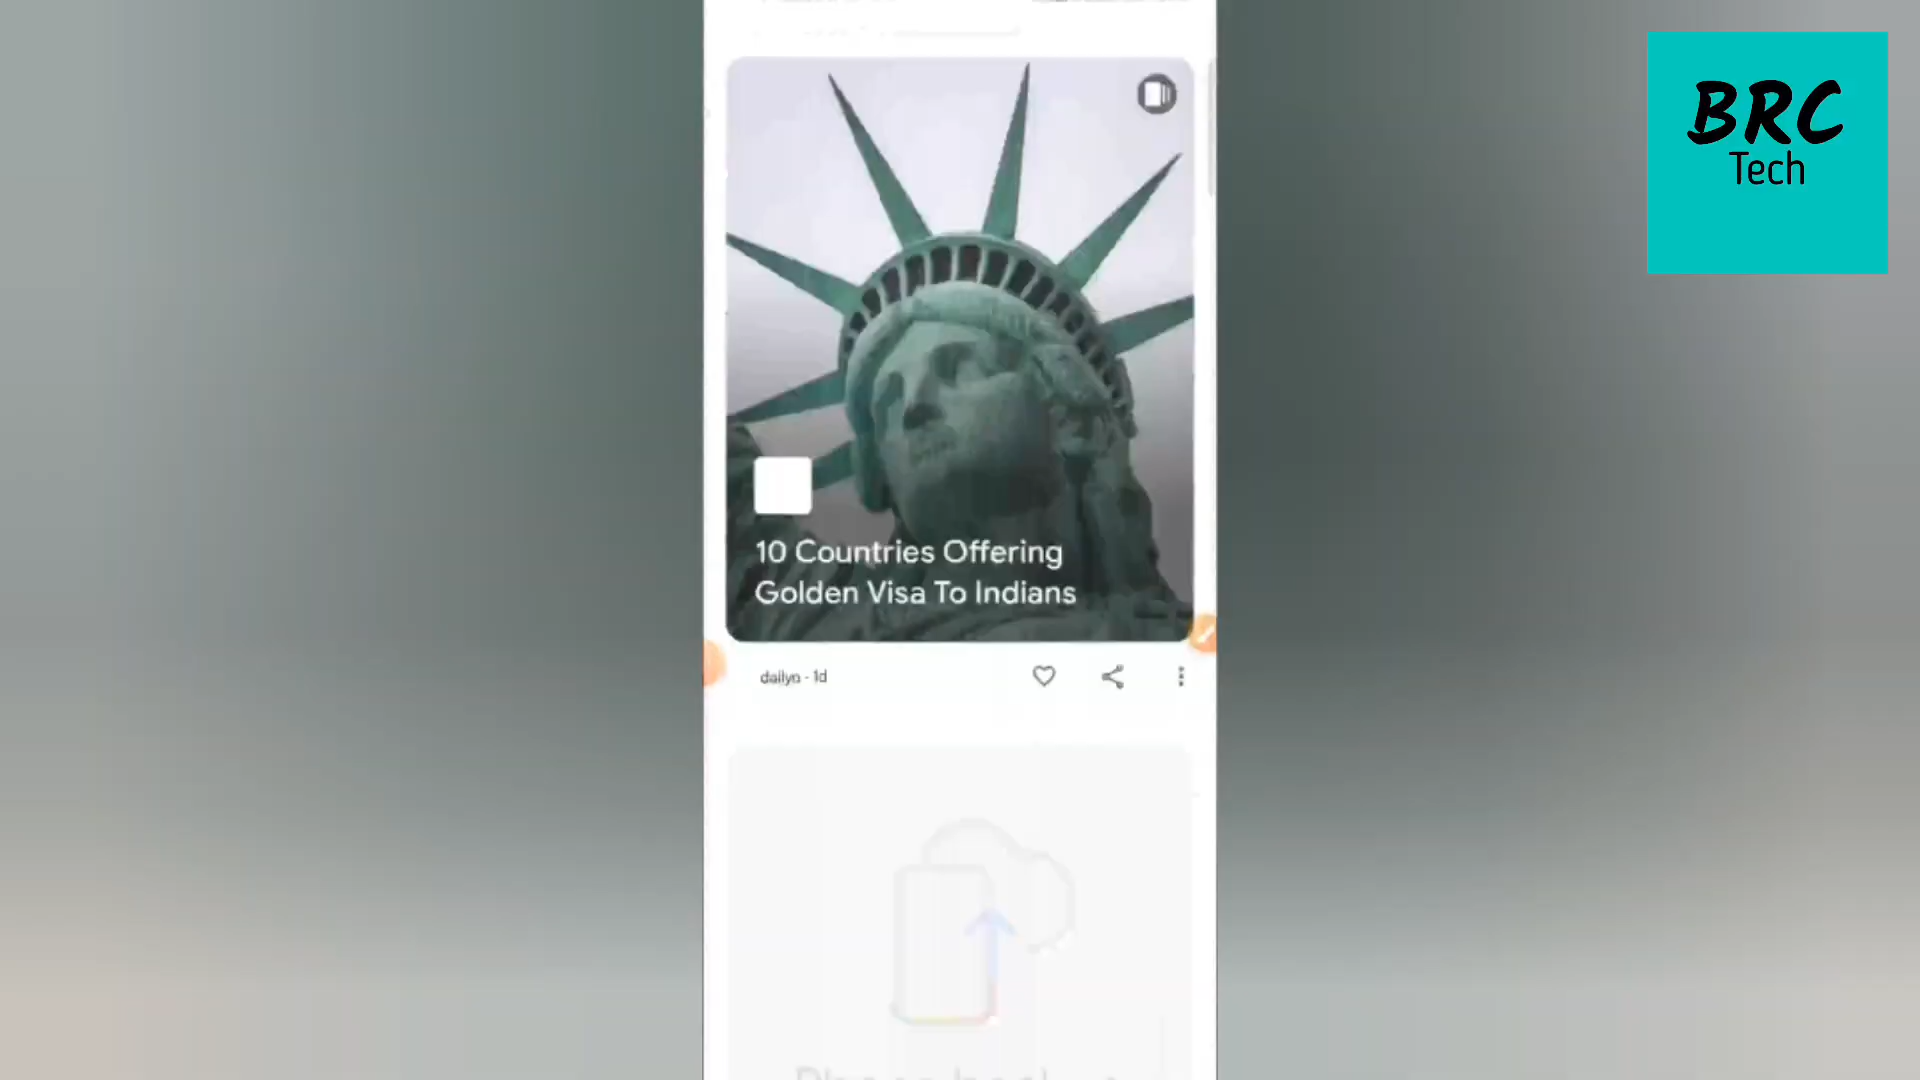 BRC
Tech
10 Countries Offering
Golden Visa To Indians
dailyo - 1d